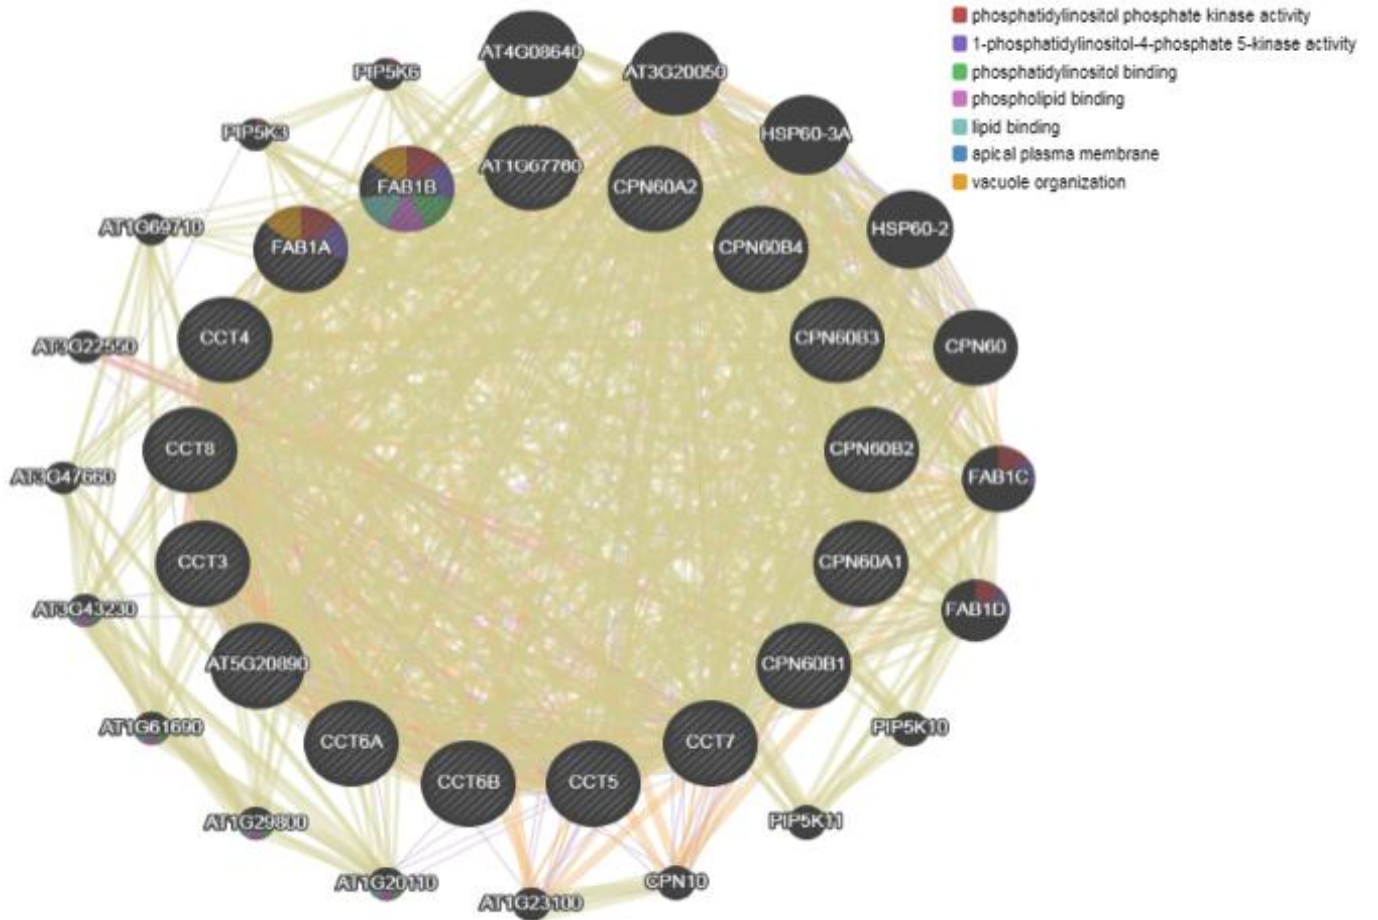 phosphatidylinositol phosphate kinase activity
1-phosphatidylinositol-4-phosphate 5-kinase activity
phosphatidylinositol binding
phospholipid binding
lipid binding
apical plasma membrane
vacuole organization
AT4G08640
PIP5K6
AT3G20050
PIP5K3
HSP60-3A
AT1G67760
FAB1B
CPN60A2
AT1G69710
HSP60-2
FAB1A
CPN60B4
CCT4
CPN60B3
AT3G22550
CPN60
CCT8
CPN60B2
AT3G47660
FAB1C
CCT3
CPN60A1
AT3G43230
FAB1D
AT5G20890
CPN60B1
AT1G61690
PIP5K10
CCT6A
CCT7
CCT6B
CCT5
AT1G29800
PIP5K11
AT1G20110
CPN10
AT1G23100